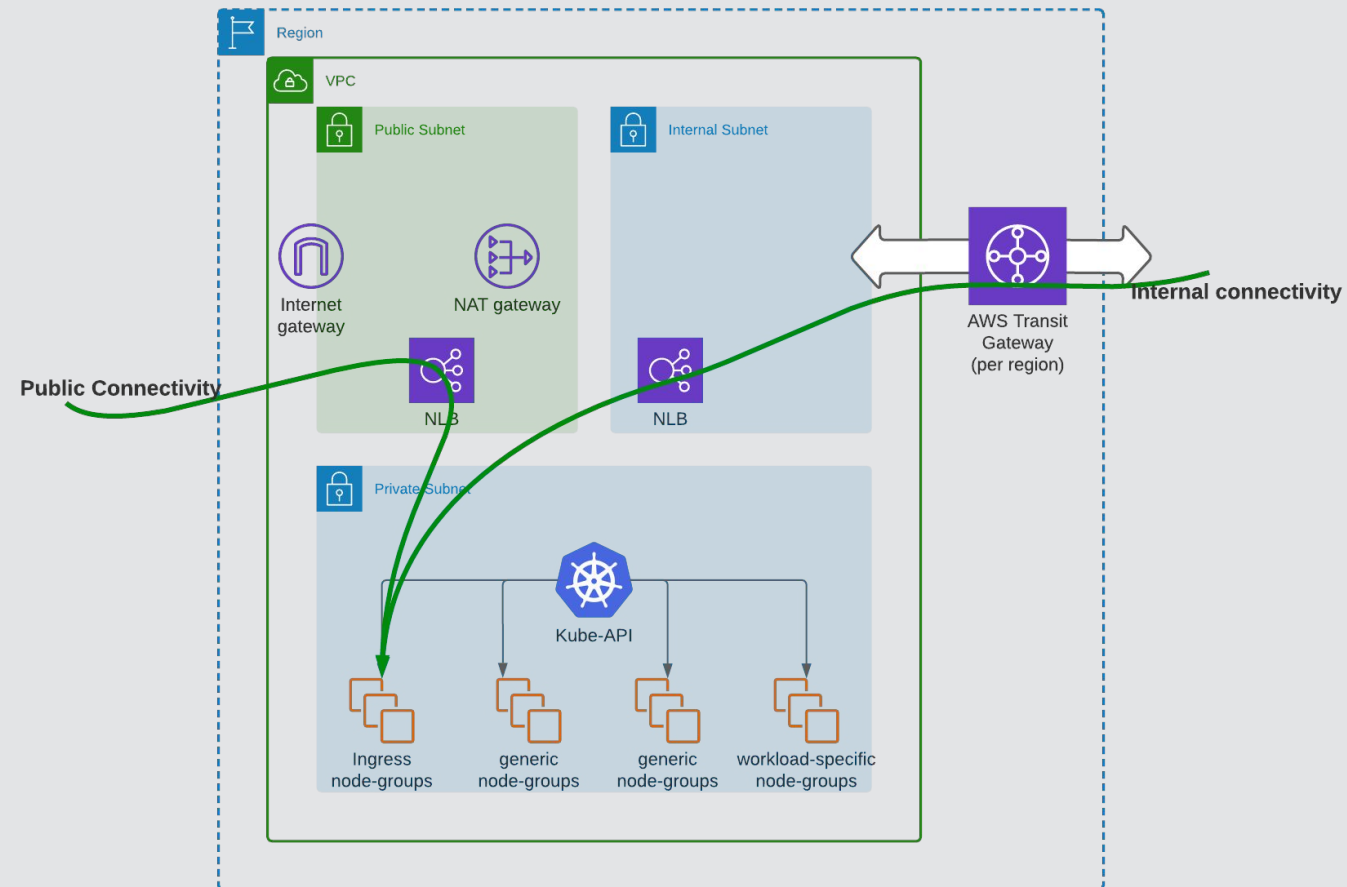 Region
VPC
Public Subnet
Internal Subnet
Internet
gateway
NAT gateway
Internal connectivity
AWS Transit
Gateway
(per region)
Public Connectivity
NLB
NLB
Private Subnet
Kube-API
Ingress
node-groups
generic
node-groups
generic
node-groups
workload-specific
node-groups